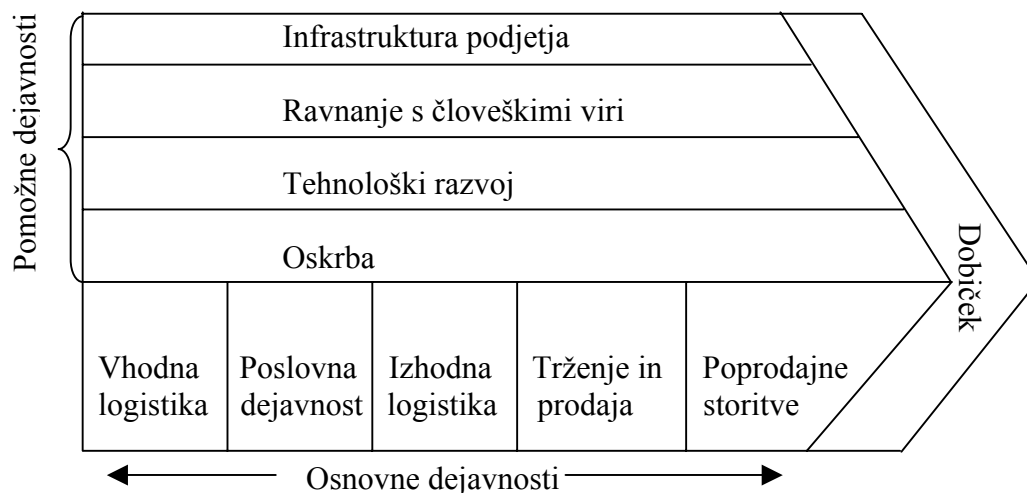 Pomožne dejavnosti
Infrastruktura podjetja
Ravnanje s človeškimi viri
Tehnološki razvoj
Oskrba
Dobiček
Vhodna
logistika
Poslovna
dejavnost
Izhodna
logistika
Trženje in
prodaja
Poprodajne
storitve
Osnovne dejavnosti